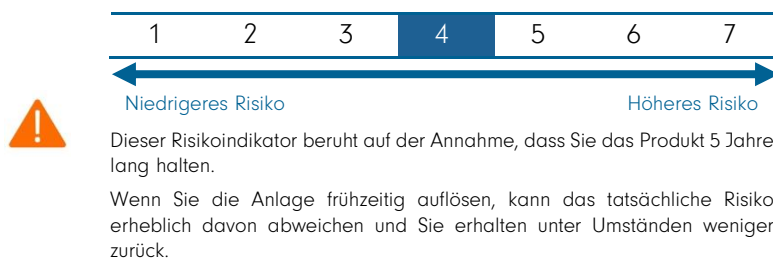 1 2 3 4 5 6 7
Niedrigeres Risiko Höheres Risiko
Dieser Risikoindikator beruht auf der Annahme, dass Sie das Produkt 5 Jahre
lang halten.
Wenn Sie die Anlage frühzeitig auflösen, kann das tatsächliche Risiko
erheblich davon abweichen und Sie erhalten unter Umständen weniger
zurück.